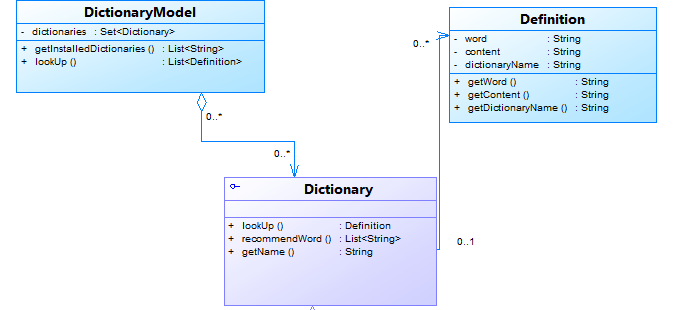 DictionaryModel
- dictionaries : Set<Dictionary>
+ getInstalledDictionaries () : List<String>
+ lookUp () : List<Definition>
Definition
- word : String
- content : String
- dictionaryName : String
+ getWord () : String
+ getContent () : String
+ getDictionaryName () : String
0..*
0..*
0..*
Dictionary
+ lookUp () : Definition
+ recommendWord () : List<String>
+ getName () : String
0..1